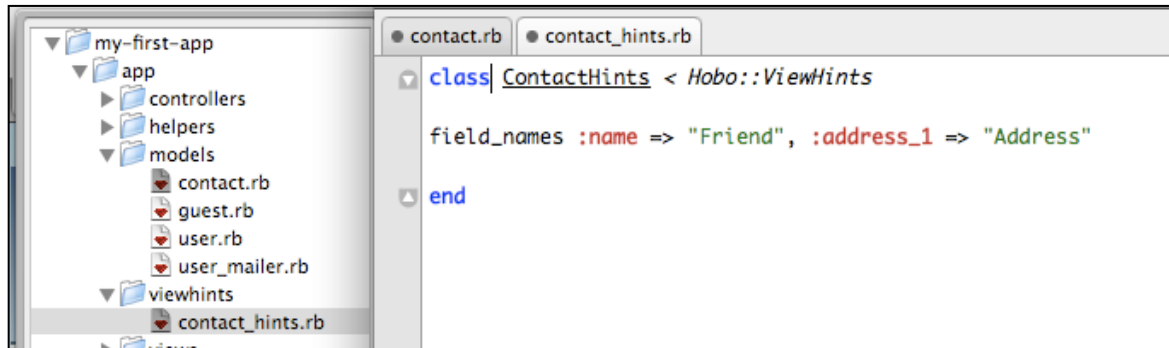 my-first-app
app
controllers
helpers
models
contact.rb
guest.rb
user.rb
user_mailer.rb
viewhints
contact_hints.rb
views
contact.rb contact_hints.rb
class ContactHints < Hobo::ViewHints
field_names :name => "Friend", :address_1 => "Address"
end